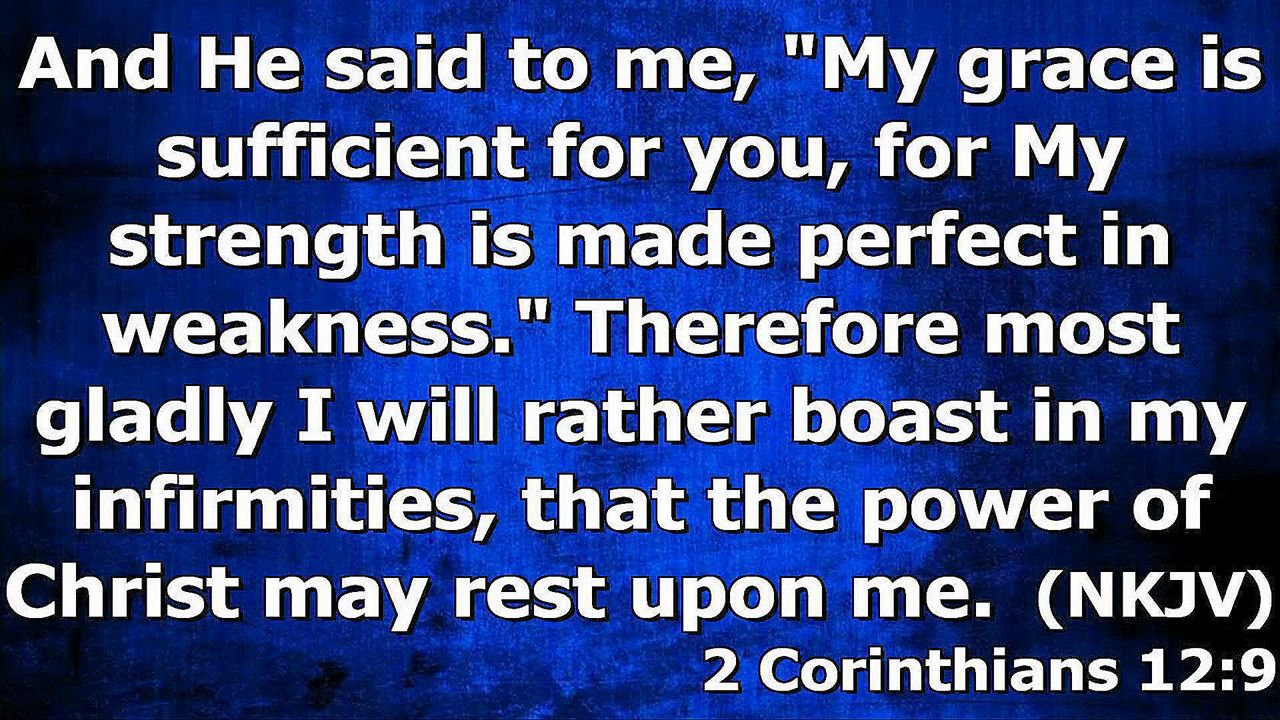 And He said to me, "My grace is
sufficient for you, for My
strength is made perfect in
weakness." Therefore most
gladly I will rather boast in my
infirmities, that the power of
Christ may rest upon me.  (NKJV)
2 Corinthians 12:9